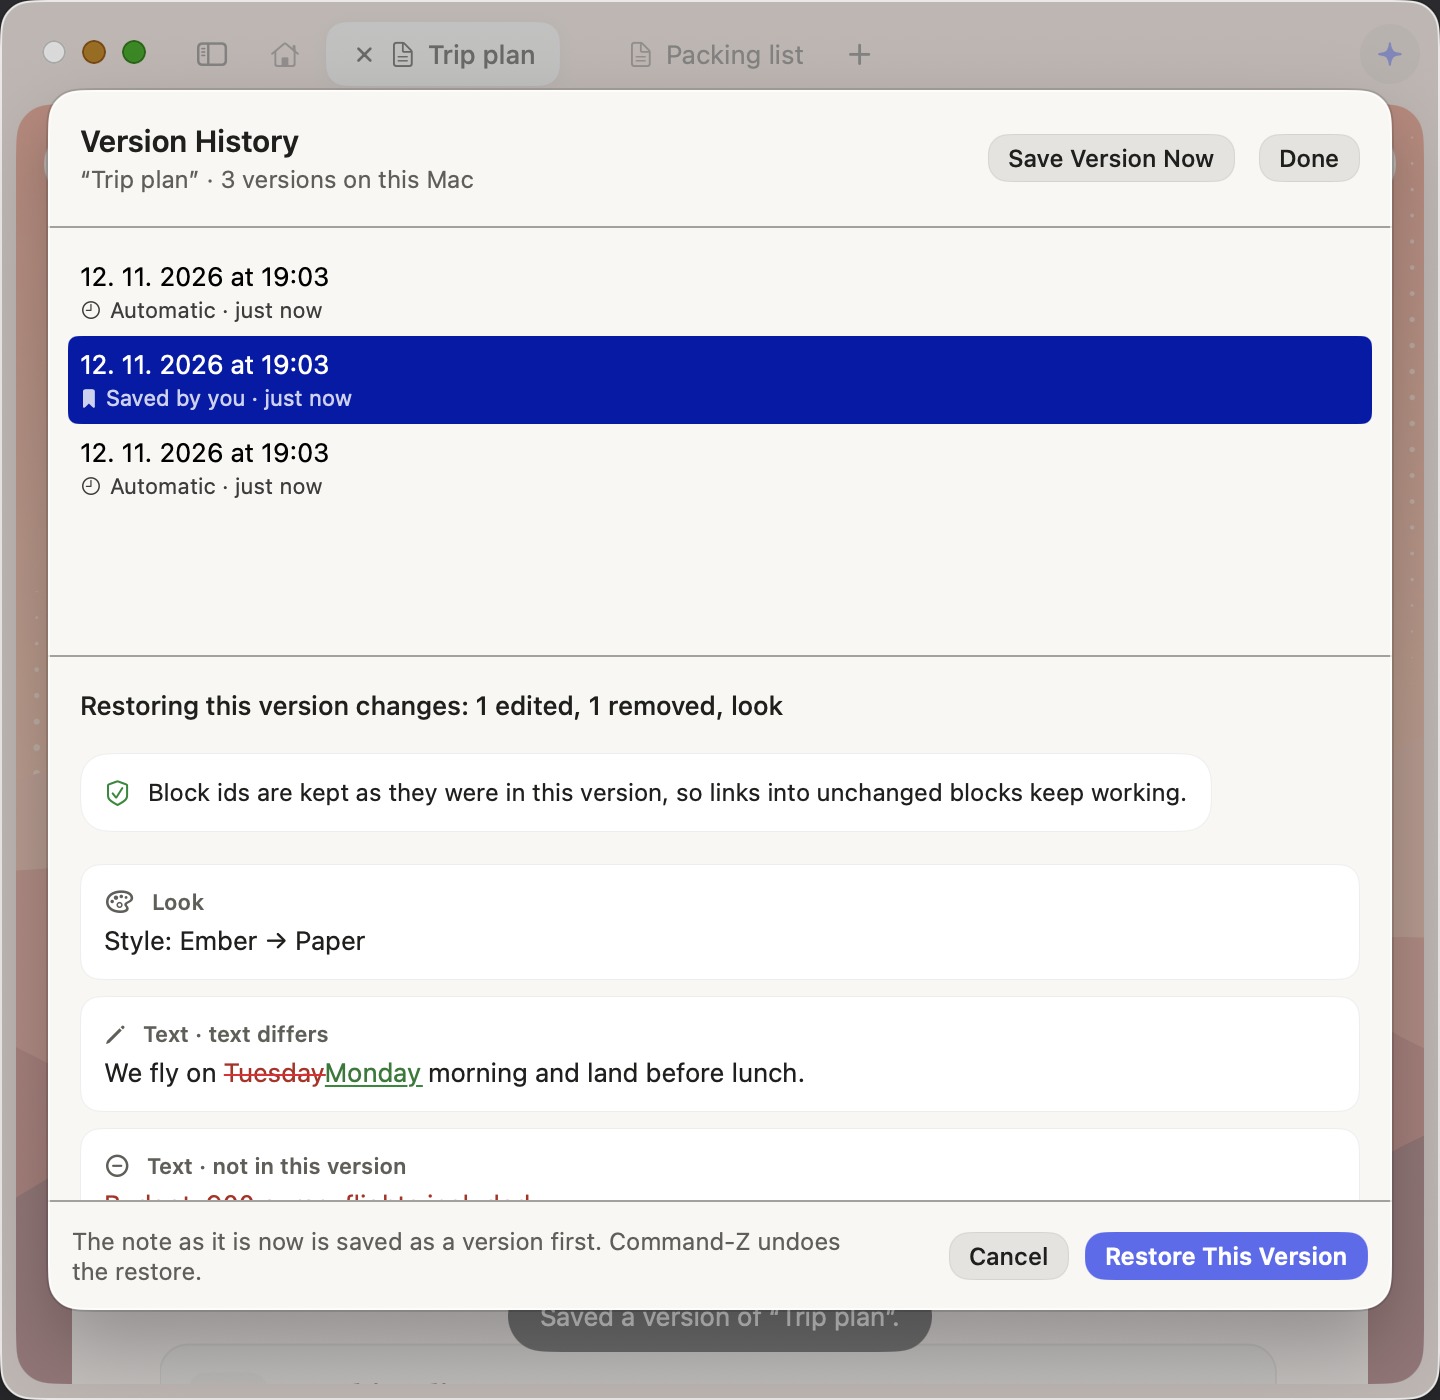 Trip plan
Packing list
Version History
“Trip plan” · 3 versions on this Mac
Save Version Now
Done
12. 11. 2026 at 19:03
Automatic · just now
12. 11. 2026 at 19:03
Saved by you · just now
12. 11. 2026 at 19:03
Automatic · just now
Restoring this version changes: 1 edited, 1 removed, look
Block ids are kept as they were in this version, so links into unchanged blocks keep working.
Look
Style: Ember → Paper
Text · text differs
We fly on TuesdayMonday morning and land before lunch.
Text · not in this version
The note as it is now is saved as a version first. Command-Z undoes
the restore.
Cancel
Restore This Version
Saved a version of “Trip plan”.